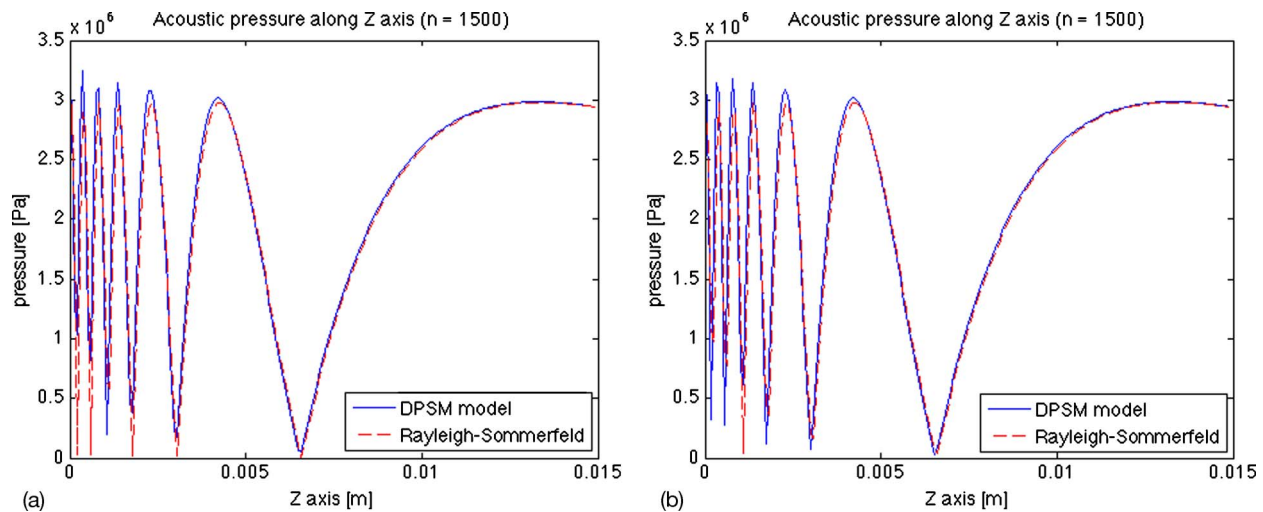 Acoustic pressure along Z axis (n = 1500)
x 10^6
3.5
3
2.5
2
1.5
1
0.5
0
pressure [Pa]
DPSM model
Rayleigh-Sommerfeld
0 0.005 0.01 0.015
Z axis [m]
(a)
Acoustic pressure along Z axis (n = 1500)
x 10^6
3.5
3
2.5
2
1.5
1
0.5
0
pressure [Pa]
DPSM model
Rayleigh-Sommerfeld
0 0.005 0.01 0.015
Z axis [m]
(b)